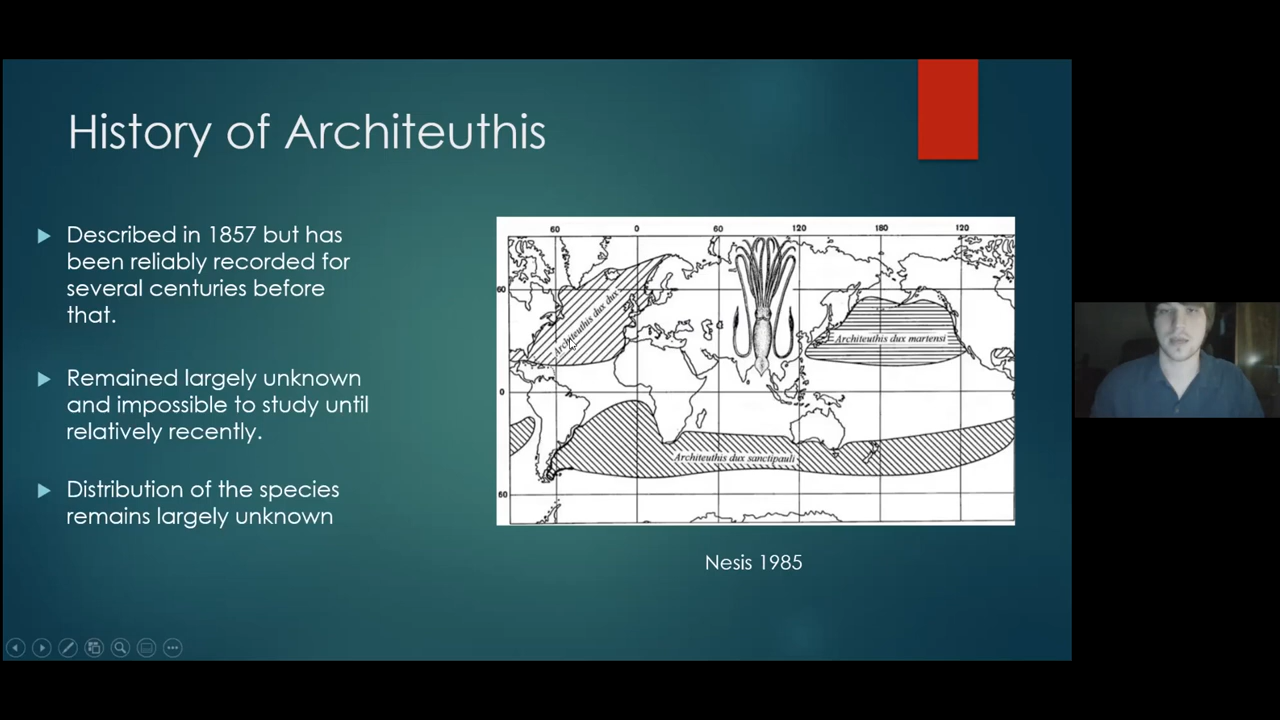 History of Architeuthis
Described in 1857 but has
been reliably recorded for
several centuries before
that.
Remained largely unknown
and impossible to study until
relatively recently.
Distribution of the species
remains largely unknown
60 0 60 120 180 120
60
Architeuthis dux dux
Architeuthis dux martensi
0
Architeuthis dux sanctipauli
60
Nesis 1985